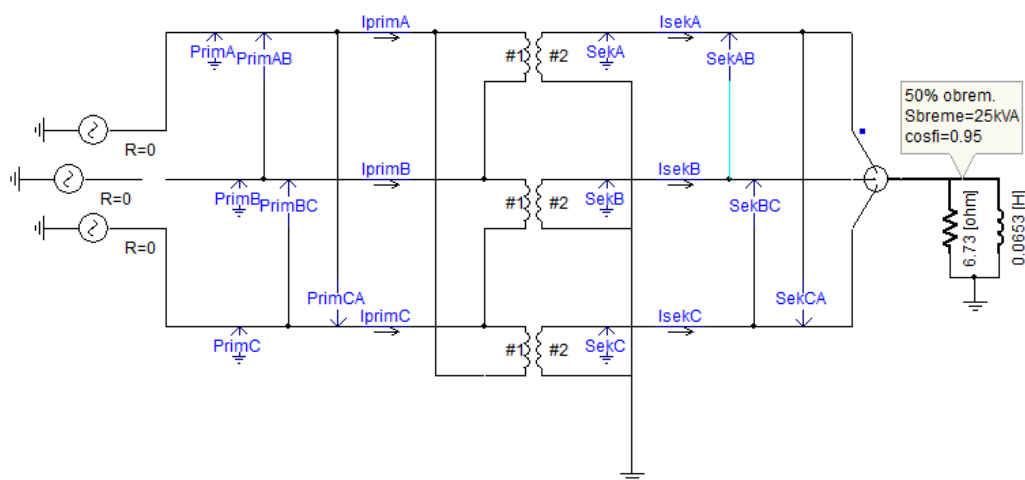 IprimA
IsekA
PrimA
PrimAB
#1
#2
SekA
SekAB
50% obrem.
Sbreme=25kVA
cosfi=0.95
R=0
IprimB
IsekB
R=0
PrimB
PrimBC
#1
#2
SekB
SekBC
6.73 [ohm]
0.0653 [H]
R=0
PrimCA
IprimC
IsekC
SekCA
PrimC
#1
#2
SekC